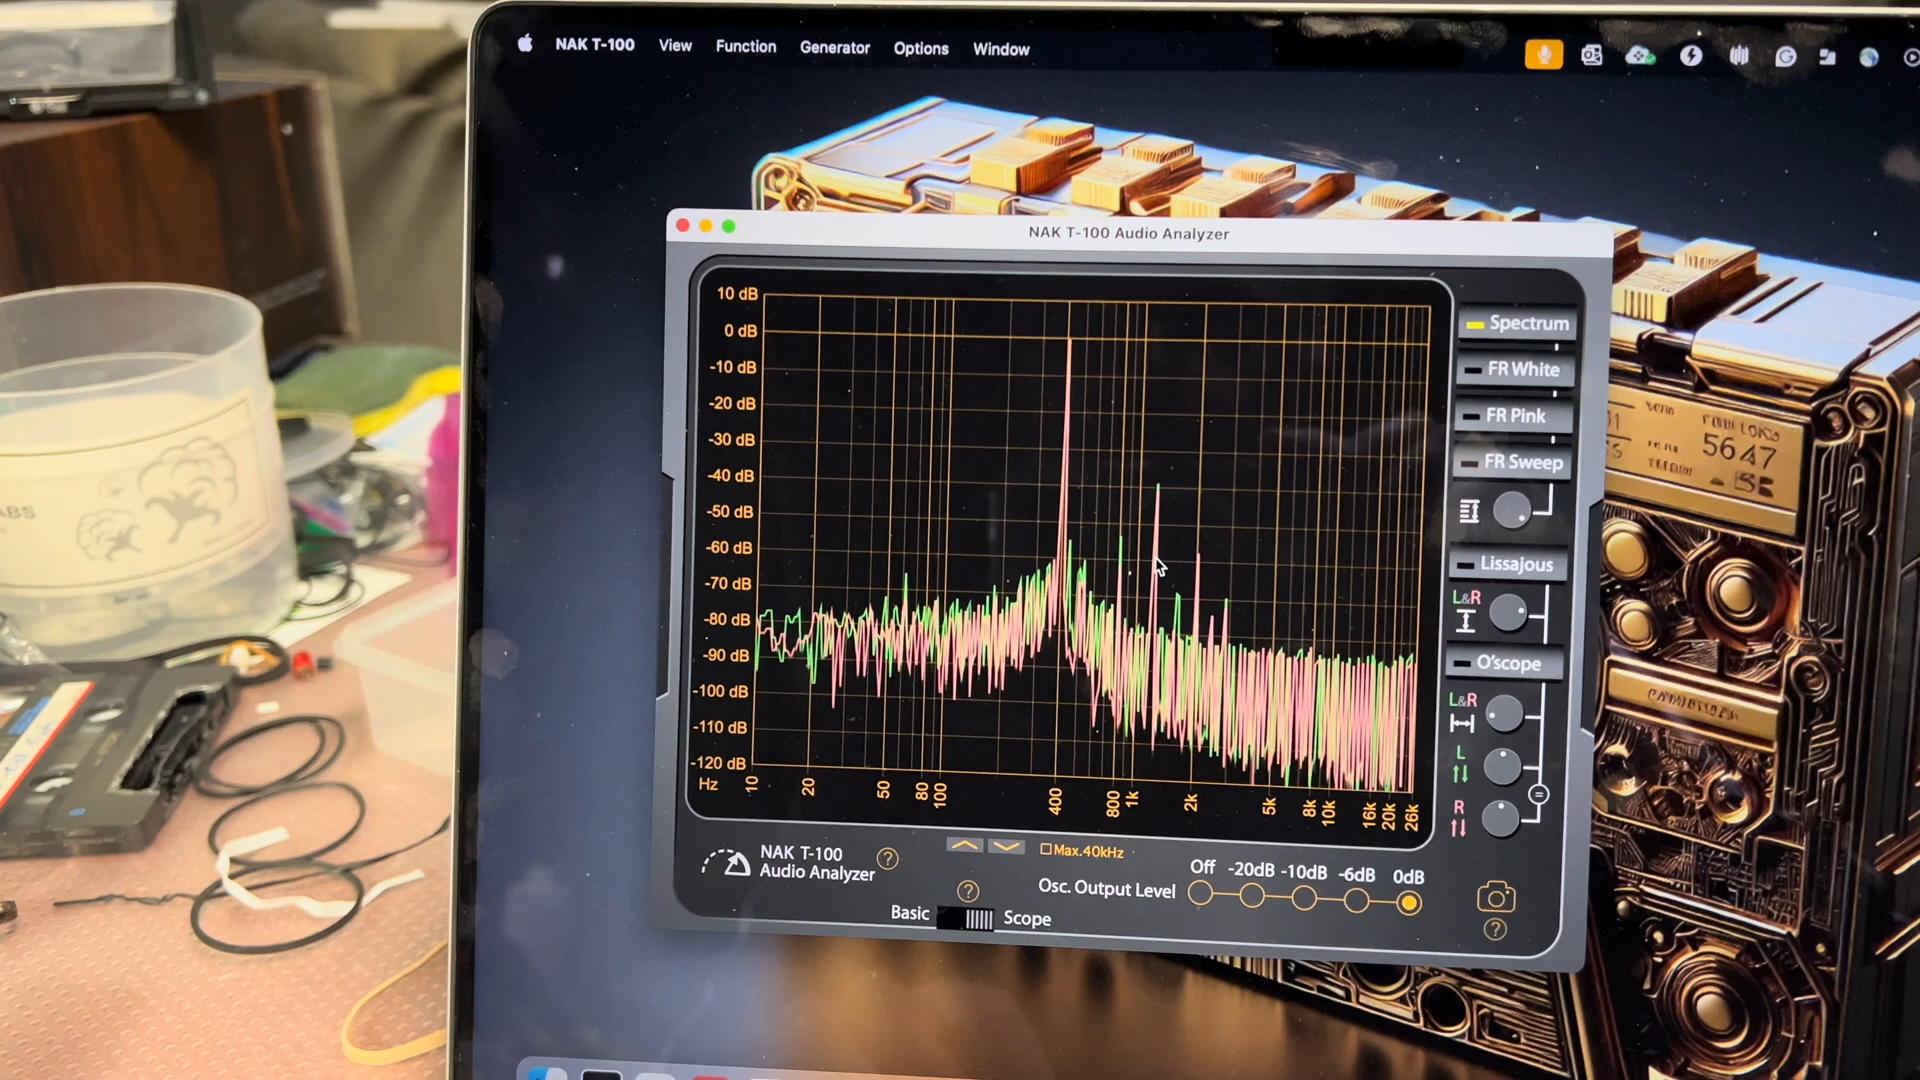 NAK T-100 View Function Generator Options Window
NAK T-100 Audio Analyzer
10 dB
0 dB
-10 dB
-20 dB
-30 dB
-40 dB
-50 dB
-60 dB
-70 dB
-80 dB
-90 dB
-100 dB
-110 dB
-120 dB
Hz
10 20 50 80 100 400 800 1k 2k 5k 8k 10k 16k 20k 26k
Spectrum
FR White
FR Pink
FR Sweep
Lissajous
L&R
O'scope
L&R
L
R
=
NAK T-100
Audio Analyzer
?
Max.40kHz
Osc. Output Level
Off -20dB -10dB -6dB 0dB
?
Basic Scope
?
5647
ABS